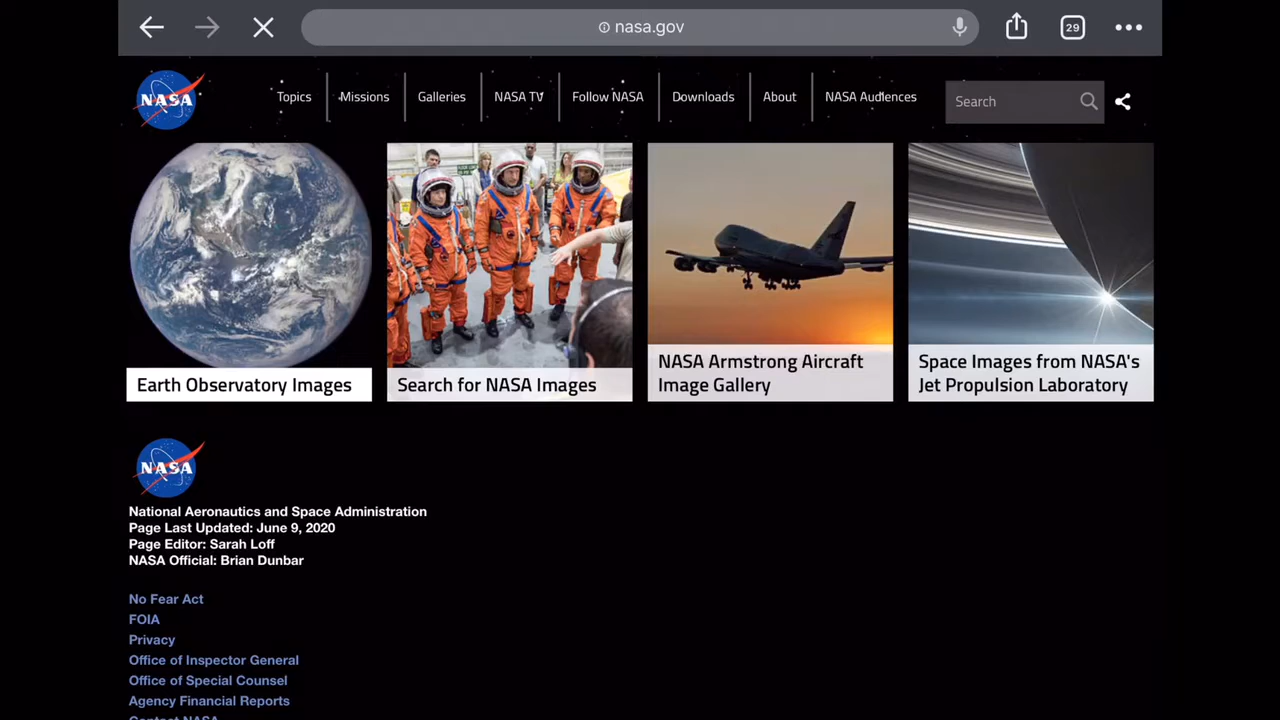 nasa.gov
29
NASA
Topics
Missions
Galleries
NASA TV
Follow NASA
Downloads
About
NASA Audiences
Search
Earth Observatory Images
Search for NASA Images
NASA Armstrong Aircraft
Image Gallery
Space Images from NASA's
Jet Propulsion Laboratory
NASA
National Aeronautics and Space Administration
Page Last Updated: June 9, 2020
Page Editor: Sarah Loff
NASA Official: Brian Dunbar
No Fear Act
FOIA
Privacy
Office of Inspector General
Office of Special Counsel
Agency Financial Reports
Contact NASA